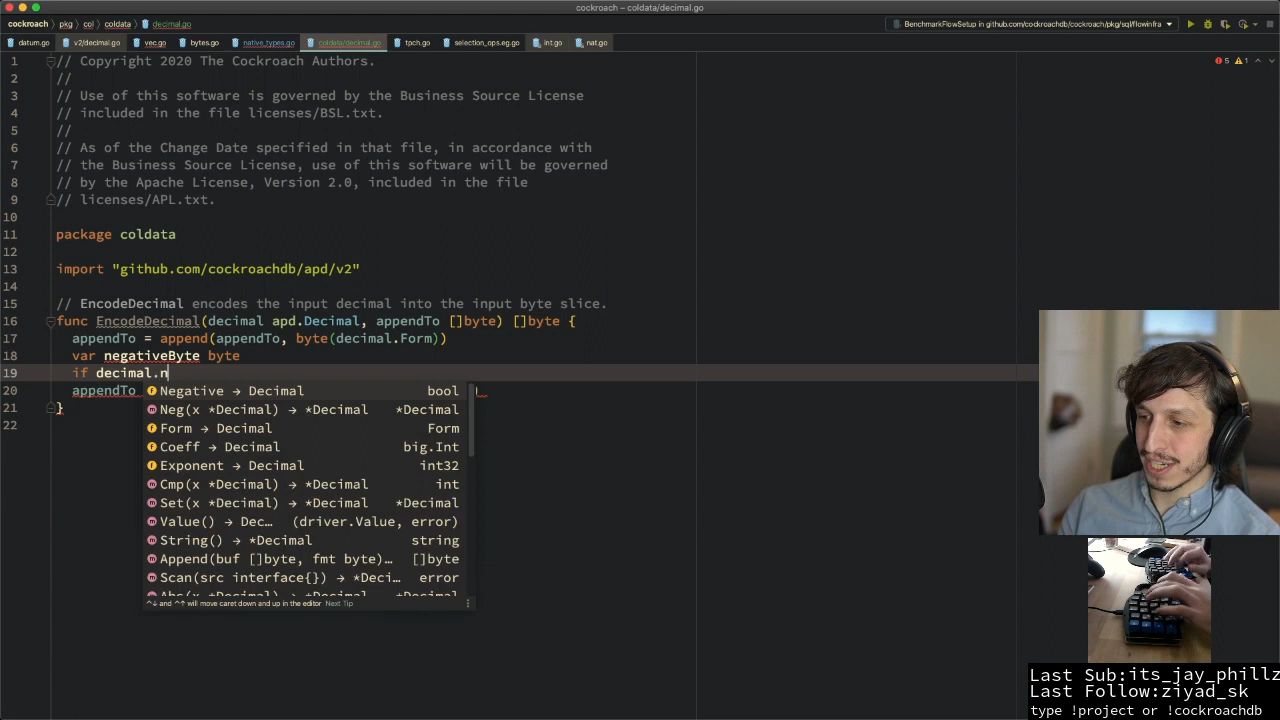 cockroach – coldata/decimal.go
cockroach › pkg › col › coldata › decimal.go
BenchmarkFlowSetup in github.com/cockroachdb/cockroach/pkg/sql/flowinfra
datum.go v2/decimal.go vec.go bytes.go native_types.go coldata/decimal.go tpch.go selection_ops.eg.go int.go nat.go
5 1
1 // Copyright 2020 The Cockroach Authors.
2 //
3 // Use of this software is governed by the Business Source License
4 // included in the file licenses/BSL.txt.
5 //
6 // As of the Change Date specified in that file, in accordance with
7 // the Business Source License, use of this software will be governed
8 // by the Apache License, Version 2.0, included in the file
9 // licenses/APL.txt.
10
11 package coldata
12
13 import "github.com/cockroachdb/apd/v2"
14
15 // EncodeDecimal encodes the input decimal into the input byte slice.
16 func EncodeDecimal(decimal apd.Decimal, appendTo []byte) []byte {
17 appendTo = append(appendTo, byte(decimal.Form))
18 var negativeByte byte
19 if decimal.n
20 appendTo
21 }
22
Negative → Decimal bool
Neg(x *Decimal) → *Decimal *Decimal
Form → Decimal Form
Coeff → Decimal big.Int
Exponent → Decimal int32
Cmp(x *Decimal) → *Decimal int
Set(x *Decimal) → *Decimal *Decimal
Value() → Dec… (driver.Value, error)
String() → *Decimal string
Append(buf []byte, fmt byte)… []byte
Scan(src interface{}) → *Deci… error
Abs(x *Decimal) → *Decimal *Decimal
^↓ and ^↑ will move caret down and up in the editor Next Tip
Last Sub:its_jay_phillz
Last Follow:ziyad_sk
type !project or !cockroachdb